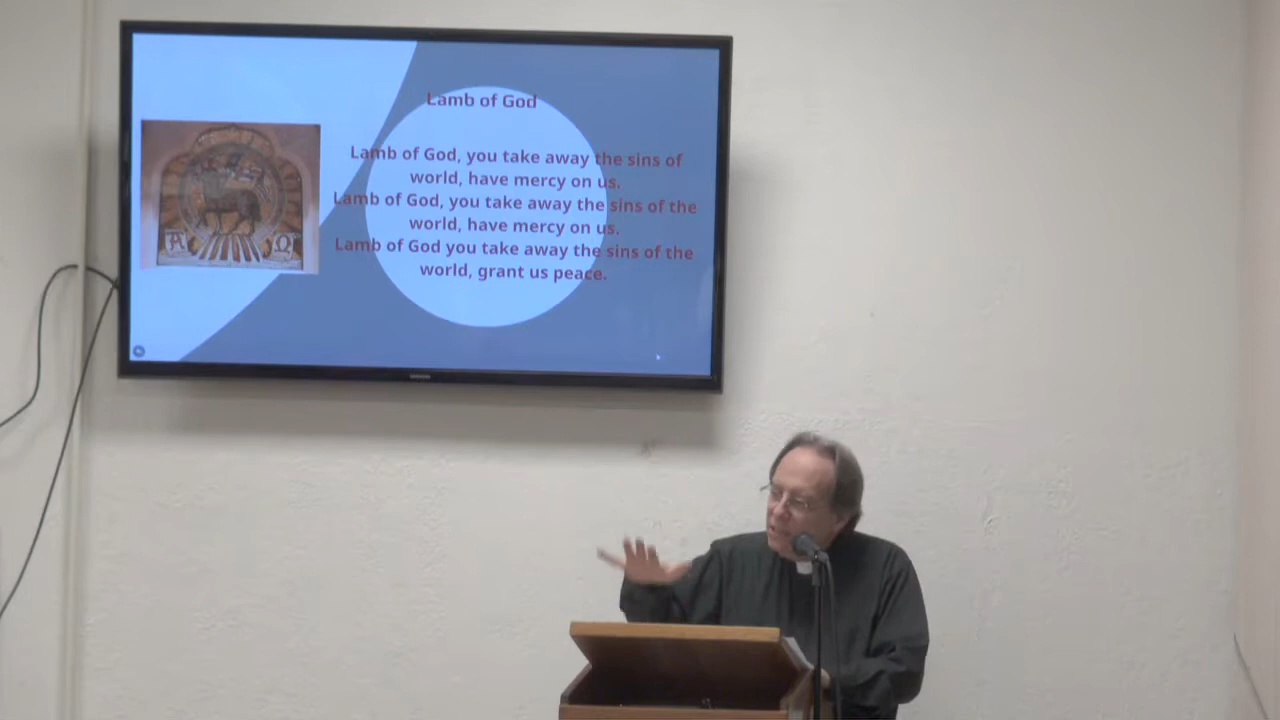 Lamb of God
Lamb of God, you take away the sins of
world, have mercy on us.
Lamb of God, you take away the sins of the
world, have mercy on us.
Lamb of God you take away the sins of the
world, grant us peace.
Α Ω